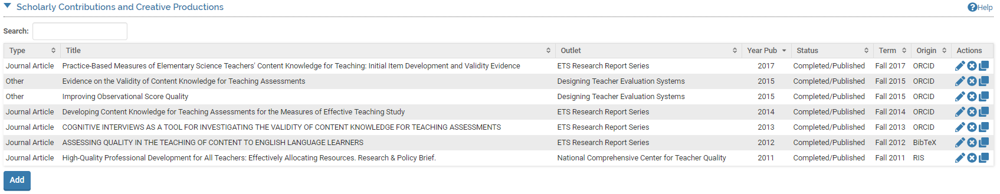 Scholarly Contributions and Creative Productions Help
Search:
Type Title Outlet Year Pub Status Term Origin Actions
Journal Article Practice-Based Measures of Elementary Science Teachers' Content Knowledge for Teaching: Initial Item Development and Validity Evidence ETS Research Report Series 2017 Completed/Published Fall 2017 ORCID
Other Evidence on the Validity of Content Knowledge for Teaching Assessments Designing Teacher Evaluation Systems 2015 Completed/Published Fall 2015 ORCID
Other Improving Observational Score Quality Designing Teacher Evaluation Systems 2015 Completed/Published Fall 2015 ORCID
Journal Article Developing Content Knowledge for Teaching Assessments for the Measures of Effective Teaching Study ETS Research Report Series 2014 Completed/Published Fall 2014 ORCID
Journal Article COGNITIVE INTERVIEWS AS A TOOL FOR INVESTIGATING THE VALIDITY OF CONTENT KNOWLEDGE FOR TEACHING ASSESSMENTS ETS Research Report Series 2013 Completed/Published Fall 2013 ORCID
Journal Article ASSESSING QUALITY IN THE TEACHING OF CONTENT TO ENGLISH LANGUAGE LEARNERS ETS Research Report Series 2012 Completed/Published Fall 2012 BibTeX
Journal Article High-Quality Professional Development for All Teachers: Effectively Allocating Resources. Research & Policy Brief. National Comprehensive Center for Teacher Quality 2011 Completed/Published Fall 2011 RIS
Add